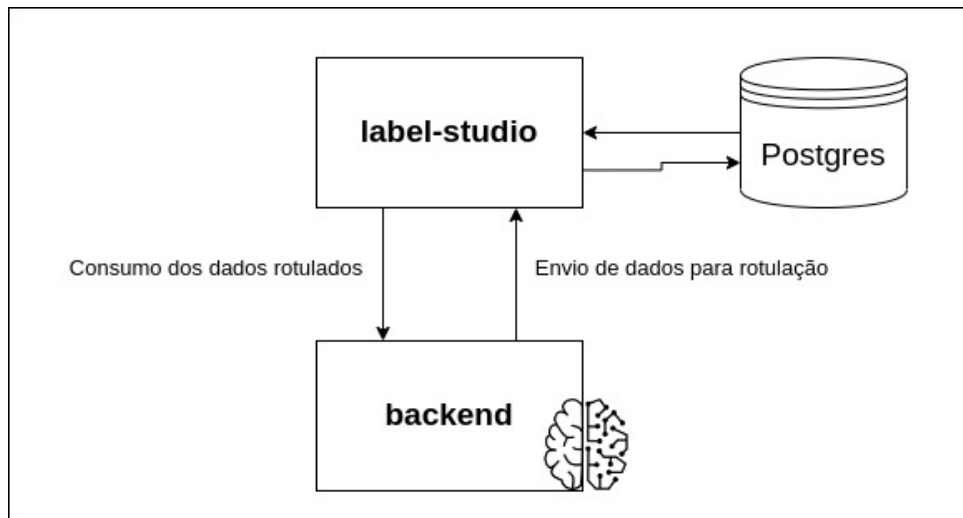 label-studio
Postgres
Consumo dos dados rotulados
Envio de dados para rotulação
backend